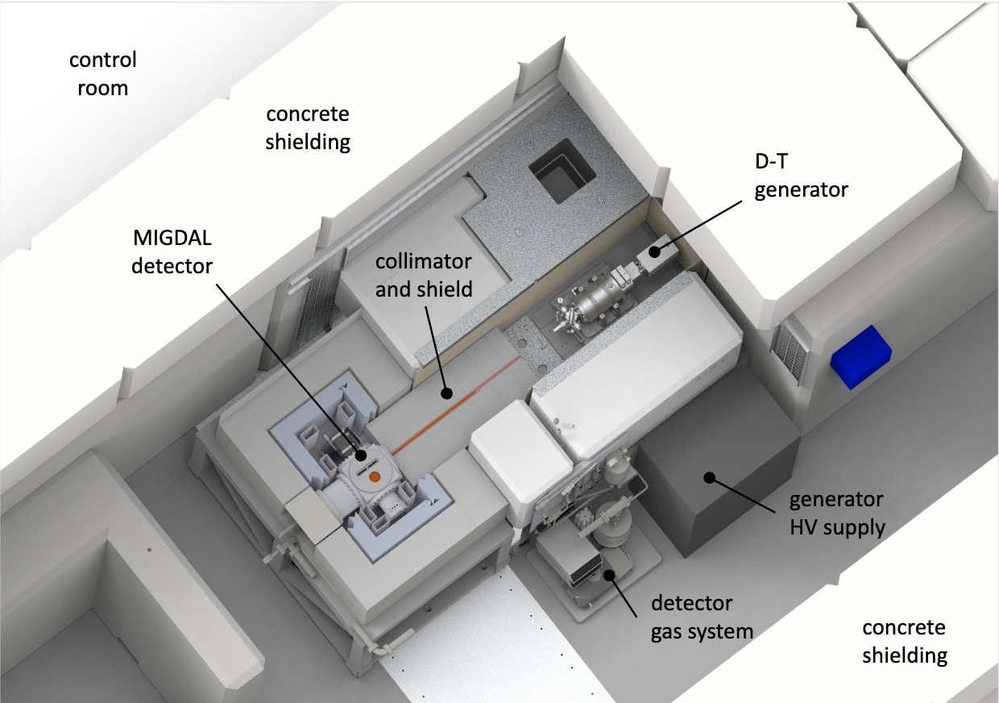 control
room
concrete
shielding
D-T
generator
MIGDAL
detector
collimator
and shield
generator
HV supply
detector
gas system
concrete
shielding